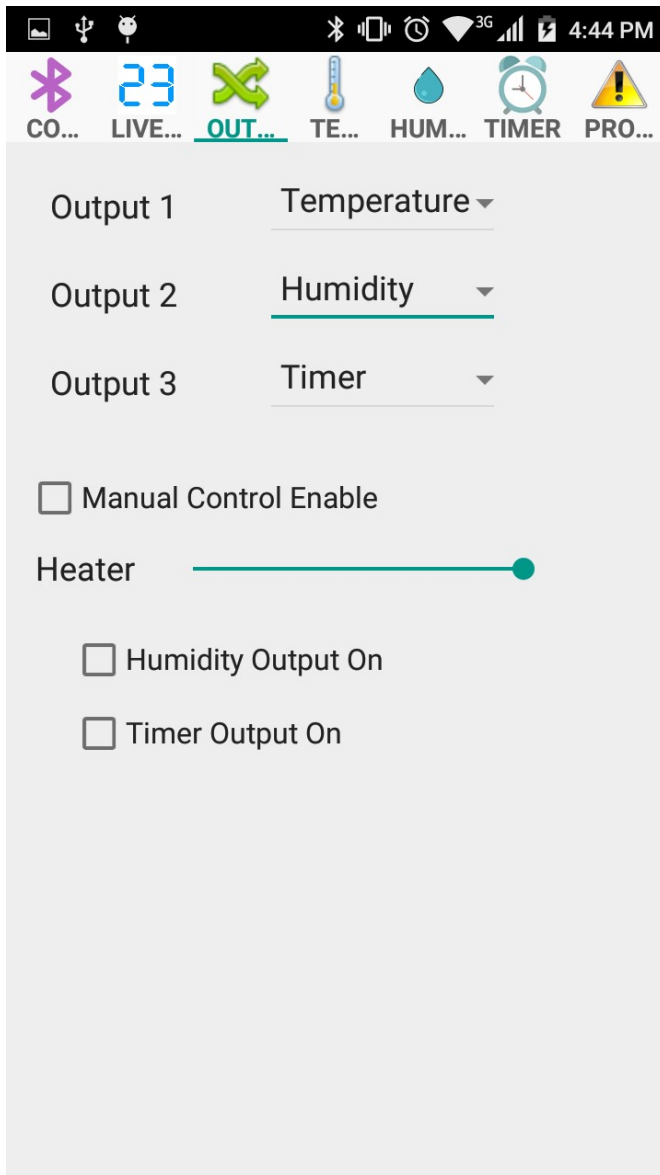 3G 4:44 PM
23
CO... LIVE... OUT... TE... HUM... TIMER PRO...
Output 1 Temperature
Output 2 Humidity
Output 3 Timer
Manual Control Enable
Heater
Humidity Output On
Timer Output On